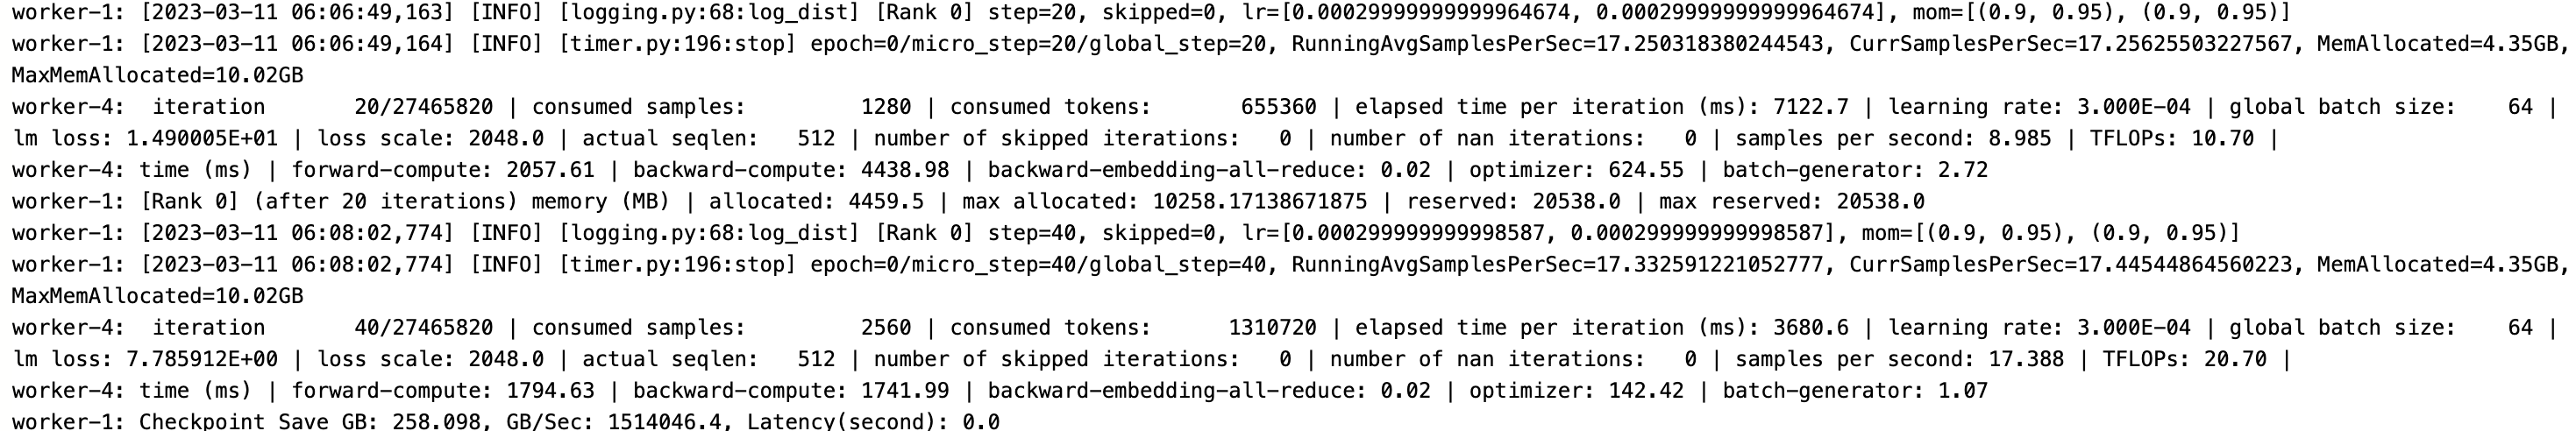 worker-1: [2023-03-11 06:06:49,163] [INFO] [logging.py:68:log_dist] [Rank 0] step=20, skipped=0, lr=[0.00029999999999964674, 0.00029999999999964674], mom=[(0.9, 0.95), (0.9, 0.95)]
worker-1: [2023-03-11 06:06:49,164] [INFO] [timer.py:196:stop] epoch=0/micro_step=20/global_step=20, RunningAvgSamplesPerSec=17.250318380244543, CurrSamplesPerSec=17.25625503227567, MemAllocated=4.35GB,
MaxMemAllocated=10.02GB
worker-4:  iteration       20/27465820 | consumed samples:         1280 | consumed tokens:       655360 | elapsed time per iteration (ms): 7122.7 | learning rate: 3.000E-04 | global batch size:    64 |
lm loss: 1.490005E+01 | loss scale: 2048.0 | actual seqlen:   512 | number of skipped iterations:   0 | number of nan iterations:   0 | samples per second: 8.985 | TFLOPs: 10.70 |
worker-4: time (ms) | forward-compute: 2057.61 | backward-compute: 4438.98 | backward-embedding-all-reduce: 0.02 | optimizer: 624.55 | batch-generator: 2.72
worker-1: [Rank 0] (after 20 iterations) memory (MB) | allocated: 4459.5 | max allocated: 10258.17138671875 | reserved: 20538.0 | max reserved: 20538.0
worker-1: [2023-03-11 06:08:02,774] [INFO] [logging.py:68:log_dist] [Rank 0] step=40, skipped=0, lr=[0.000299999999998587, 0.000299999999998587], mom=[(0.9, 0.95), (0.9, 0.95)]
worker-1: [2023-03-11 06:08:02,774] [INFO] [timer.py:196:stop] epoch=0/micro_step=40/global_step=40, RunningAvgSamplesPerSec=17.332591221052777, CurrSamplesPerSec=17.44544864560223, MemAllocated=4.35GB,
MaxMemAllocated=10.02GB
worker-4:  iteration       40/27465820 | consumed samples:         2560 | consumed tokens:      1310720 | elapsed time per iteration (ms): 3680.6 | learning rate: 3.000E-04 | global batch size:    64 |
lm loss: 7.785912E+00 | loss scale: 2048.0 | actual seqlen:   512 | number of skipped iterations:   0 | number of nan iterations:   0 | samples per second: 17.388 | TFLOPs: 20.70 |
worker-4: time (ms) | forward-compute: 1794.63 | backward-compute: 1741.99 | backward-embedding-all-reduce: 0.02 | optimizer: 142.42 | batch-generator: 1.07
worker-1: Checkpoint Save GB: 258.098, GB/Sec: 1514046.4, Latency(second): 0.0